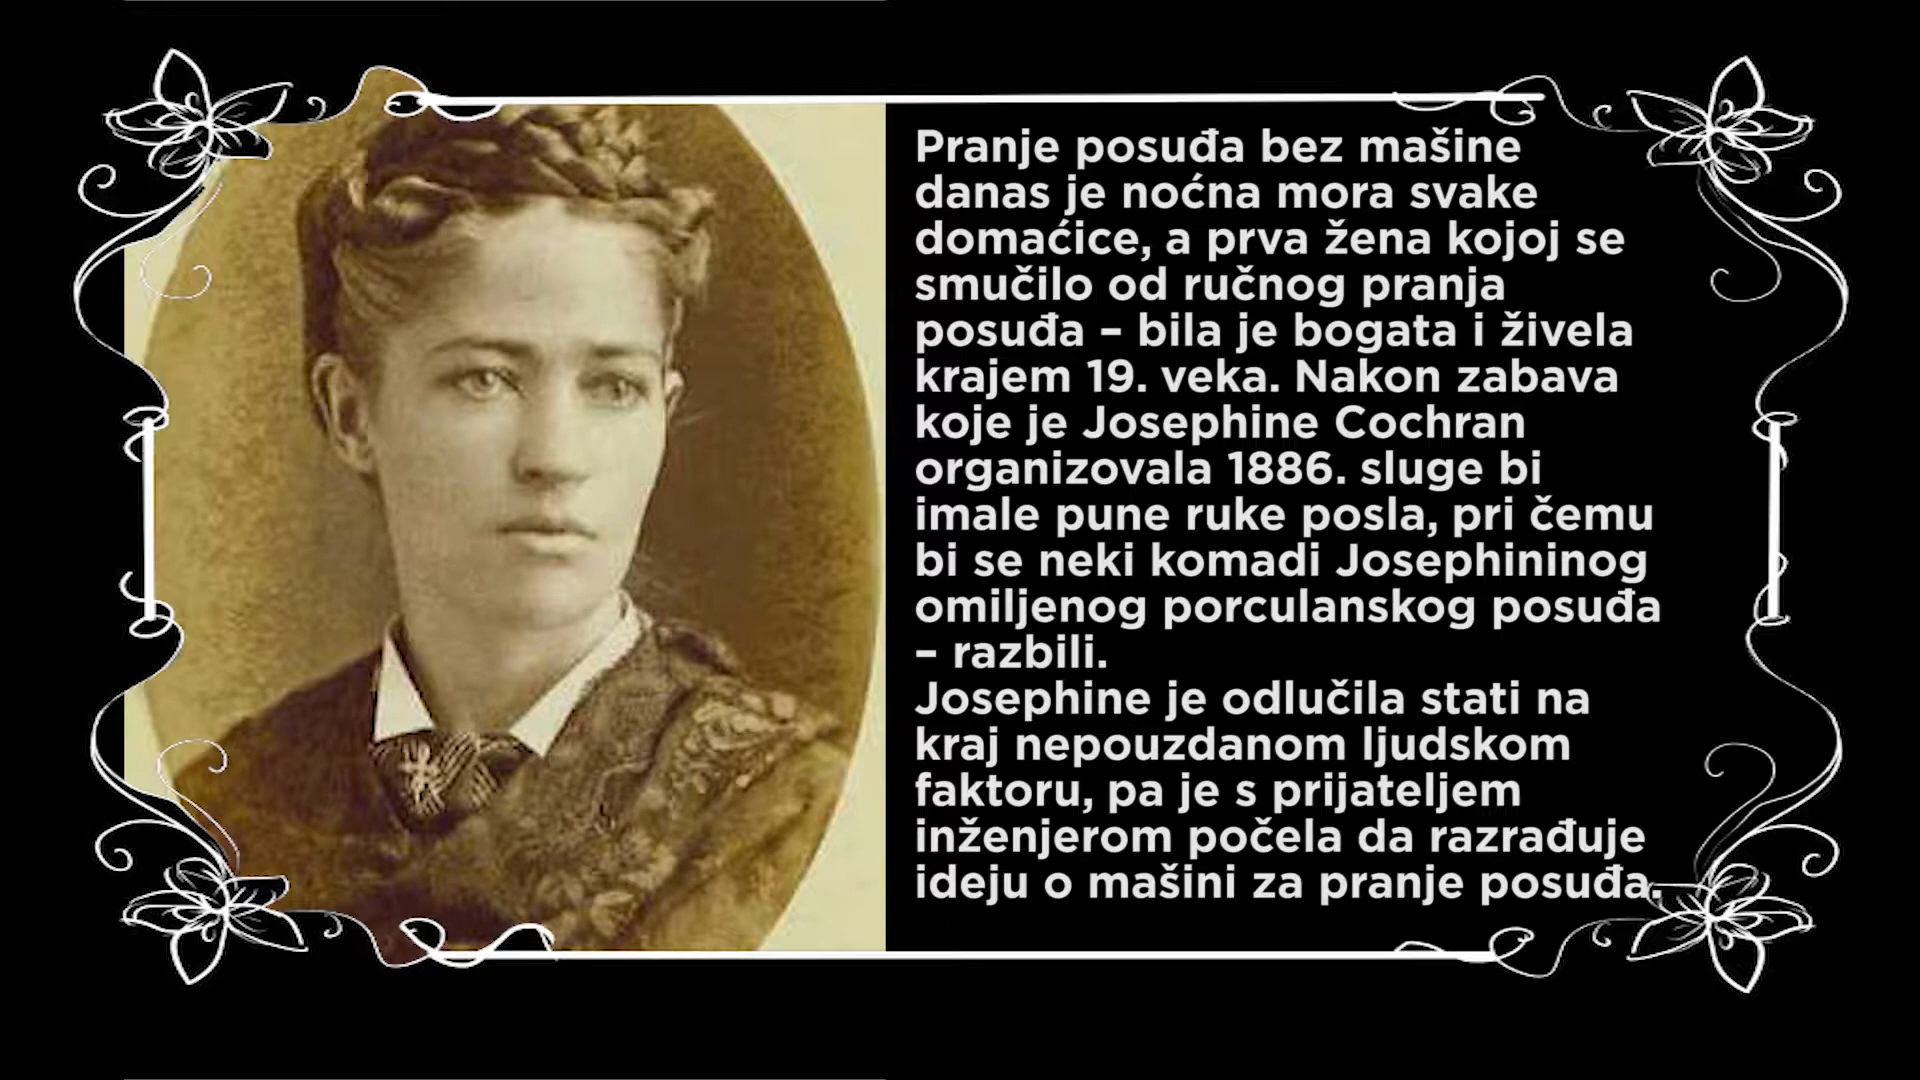 Pranje posuđa bez mašine
danas je noćna mora svake
domaćice, a prva žena kojoj se
smučilo od ručnog pranja
posuđa – bila je bogata i živela
krajem 19. veka. Nakon zabava
koje je Josephine Cochran
organizovala 1886. sluge bi
imale pune ruke posla, pri čemu
bi se neki komadi Josephininog
omiljenog porculanskog posuđa
– razbili.
Josephine je odlučila stati na
kraj nepouzdanom ljudskom
faktoru, pa je s prijateljem
inženjerom počela da razrađuje
ideju o mašini za pranje posuđa.